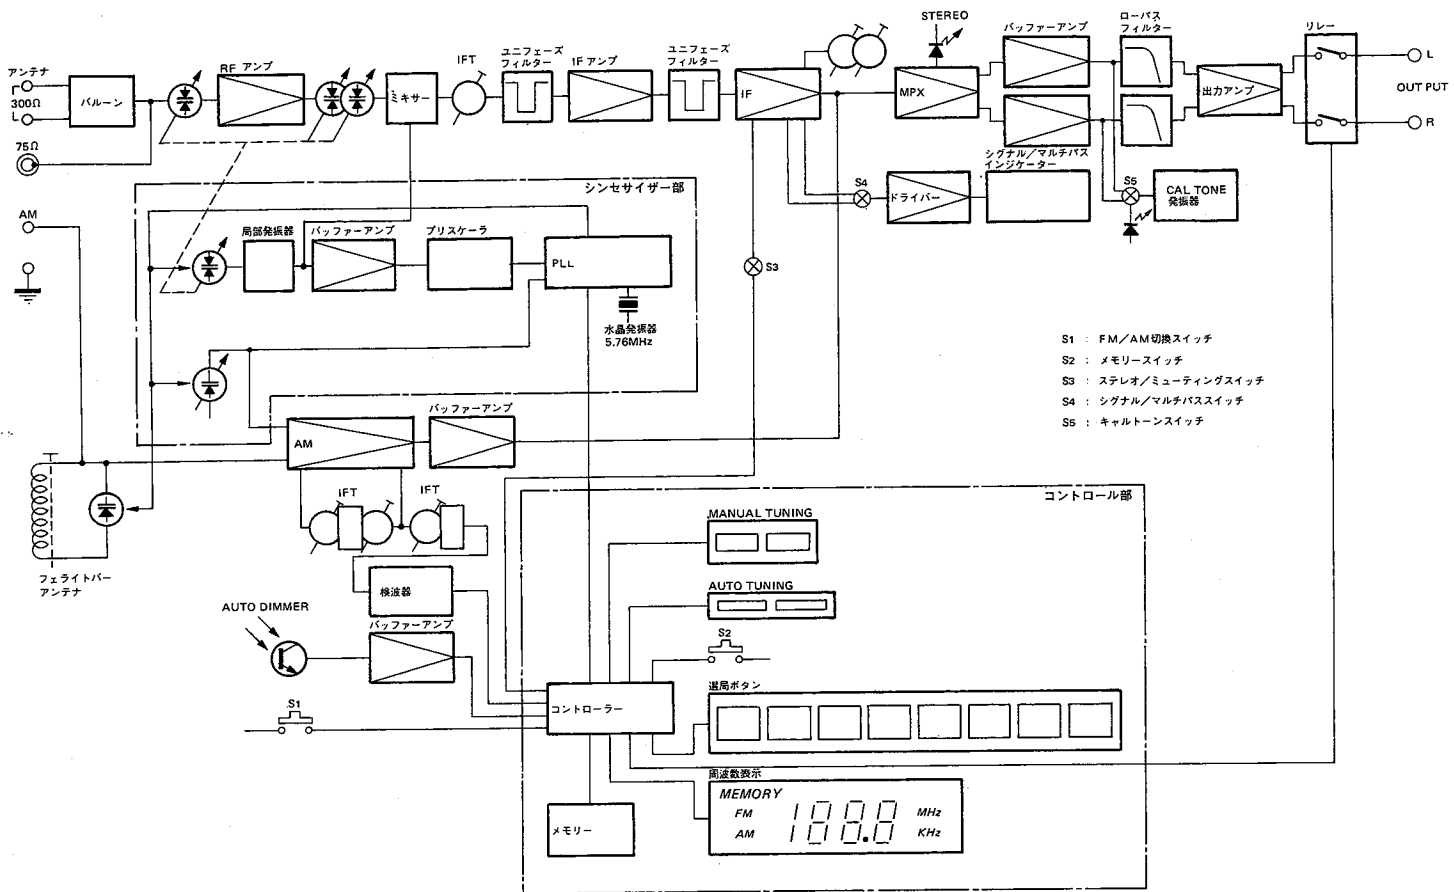 アンテナ
300Ω
75Ω
バルーン
RF アンプ
ミキサー
IFT
ユニフェーズ
フィルター
IF アンプ
ユニフェーズ
フィルター
IF
STEREO
MPX
バッファーアンプ
ローパス
フィルター
出力アンプ
リレー
L
OUT PUT
R
シグナル/マルチパス
インジケーター
S4
ドライバー
S5
CAL TONE
発振器
AM
シンセサイザー部
局部発振器
バッファーアンプ
プリスケーラ
PLL
水晶発振器
5.76MHz
S3
S1 : FM/AM切換スイッチ
S2 : メモリースイッチ
S3 : ステレオ/ミューティングスイッチ
S4 : シグナル/マルチパススイッチ
S5 : キャルトーンスイッチ
AM
バッファーアンプ
IFT
IFT
フェライトバー
アンテナ
検波器
AUTO DIMMER
バッファーアンプ
S1
コントロール部
MANUAL TUNING
AUTO TUNING
S2
選局ボタン
コントローラー
周波数表示
MEMORY
FM
AM
188.8
MHz
KHz
メモリー